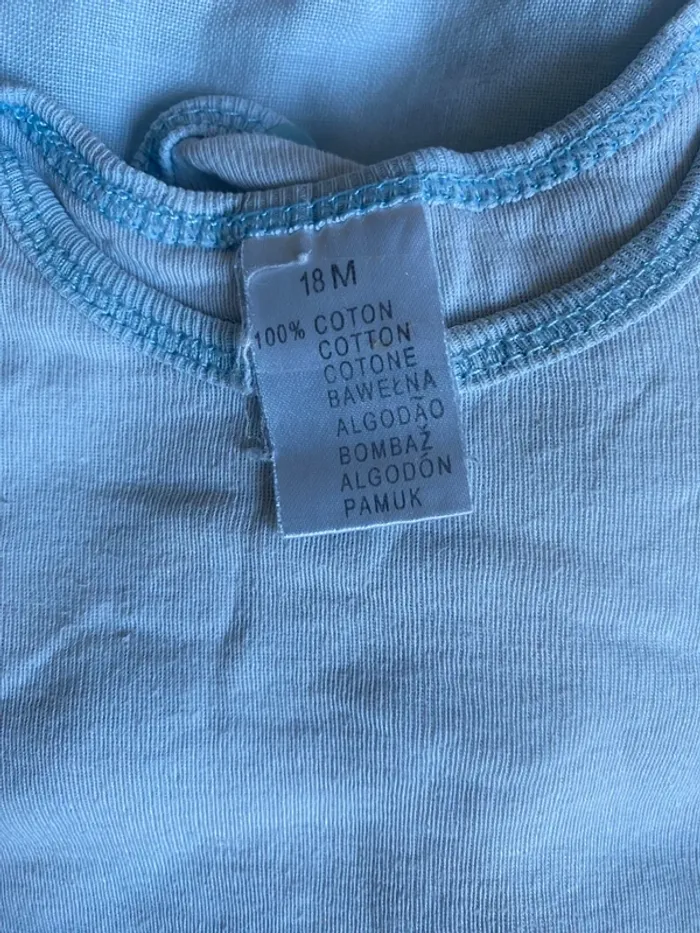 18 M
100% COTON
COTTON
COTONE
BAWEŁNA
ALGODÃO
BOMBAŽ
ALGODÓN
PAMUK